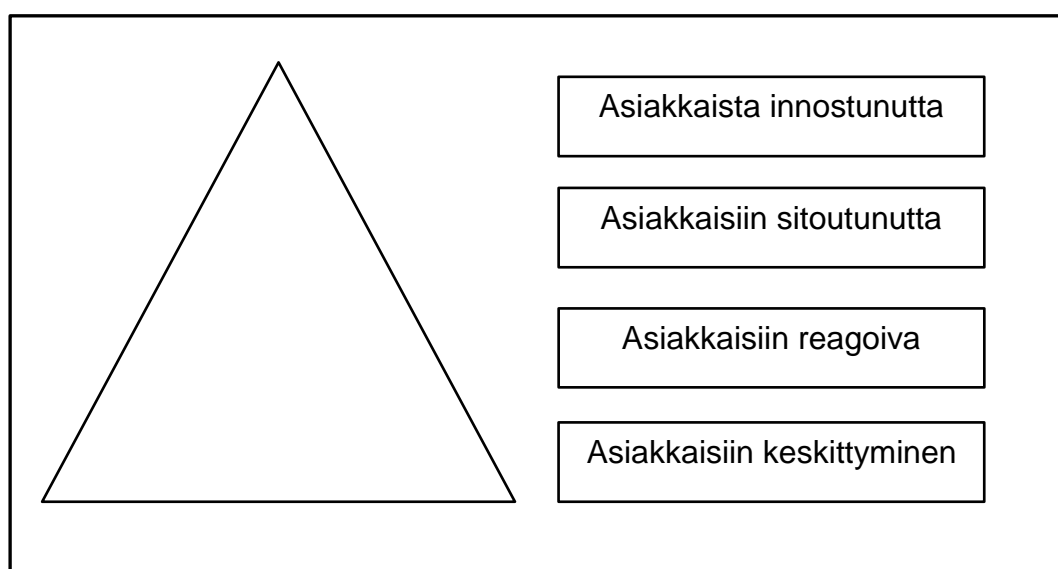 Asiakkaista innostunutta
Asiakkaisiin sitoutunutta
Asiakkaisiin reagoiva
Asiakkaisiin keskittyminen